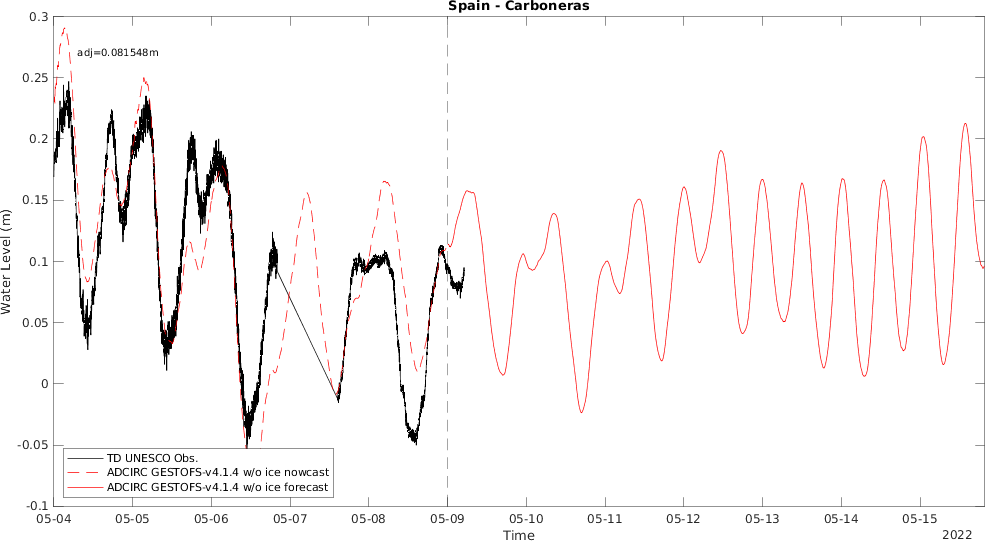 Spain - Carboneras
0.3
0.25
0.2
0.15
0.1
0.05
0
-0.05
-0.1
Water Level (m)
adj=0.081548m
TD UNESCO Obs.
ADCIRC GESTOFS-v4.1.4 w/o ice nowcast
ADCIRC GESTOFS-v4.1.4 w/o ice forecast
05-04 05-05 05-06 05-07 05-08 05-09 05-10 05-11 05-12 05-13 05-14 05-15
Time
2022